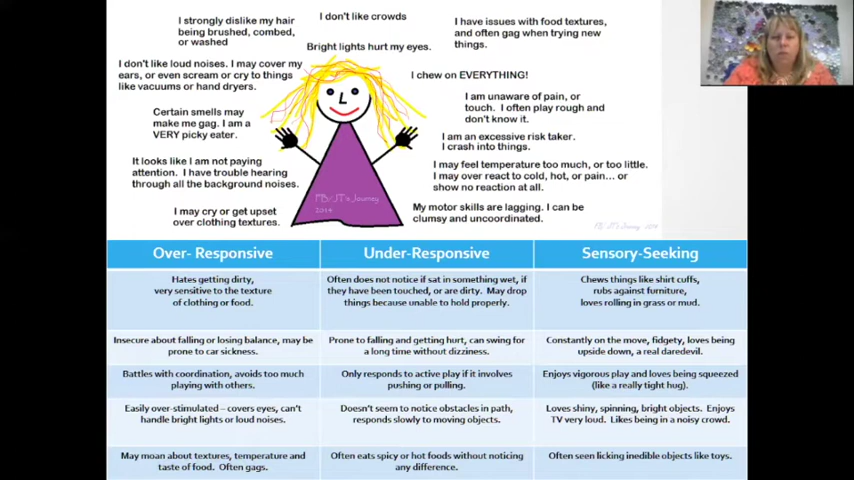 I strongly dislike my hair
being brushed, combed,
or washed
I don't like crowds
Bright lights hurt my eyes.
I have issues with food textures,
and often gag when trying new
things.
I don't like loud noises. I may cover my
ears, or even scream or cry to things
like vacuums or hand dryers.
I chew on EVERYTHING!
Certain smells may
make me gag. I am a
VERY picky eater.
I am unaware of pain, or
touch. I often play rough and
don't know it.
I am an excessive risk taker.
I crash into things.
It looks like I am not paying
attention. I have trouble hearing
through all the background noises.
I may feel temperature too much, or too little.
I may over react to cold, hot, or pain... or
show no reaction at all.
I may cry or get upset
over clothing textures.
My motor skills are lagging. I can be
clumsy and uncoordinated.
FB: JT's Journey
2014
FB: JT's Journey 2014
Over- Responsive
Under-Responsive
Sensory-Seeking
Hates getting dirty,
very sensitive to the texture
of clothing or food.
Often does not notice if sat in something wet, if
they have been touched, or are dirty. May drop
things because unable to hold properly.
Chews things like shirt cuffs,
rubs against furniture,
loves rolling in grass or mud.
Insecure about falling or losing balance, may be
prone to car sickness.
Prone to falling and getting hurt, can swing for
a long time without dizziness.
Constantly on the move, fidgety, loves being
upside down, a real daredevil.
Battles with coordination, avoids too much
playing with others.
Only responds to active play if it involves
pushing or pulling.
Enjoys vigorous play and loves being squeezed
(like a really tight hug).
Easily over-stimulated – covers eyes, can't
handle bright lights or loud noises.
Doesn't seem to notice obstacles in path,
responds slowly to moving objects.
Loves shiny, spinning, bright objects. Enjoys
TV very loud. Likes being in a noisy crowd.
May moan about textures, temperature and
taste of food. Often gags.
Often eats spicy or hot foods without noticing
any difference.
Often seen licking inedible objects like toys.